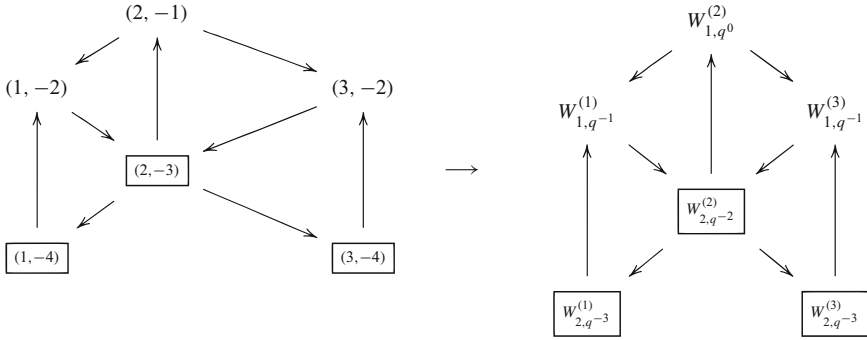 (2, −1)
(1, −2) (3, −2)
(2, −3)
(1, −4) (3, −4)
→
W^{(2)}_{1,q^0}
W^{(1)}_{1,q^{-1}} W^{(3)}_{1,q^{-1}}
W^{(2)}_{2,q^{-2}}
W^{(1)}_{2,q^{-3}} W^{(3)}_{2,q^{-3}}